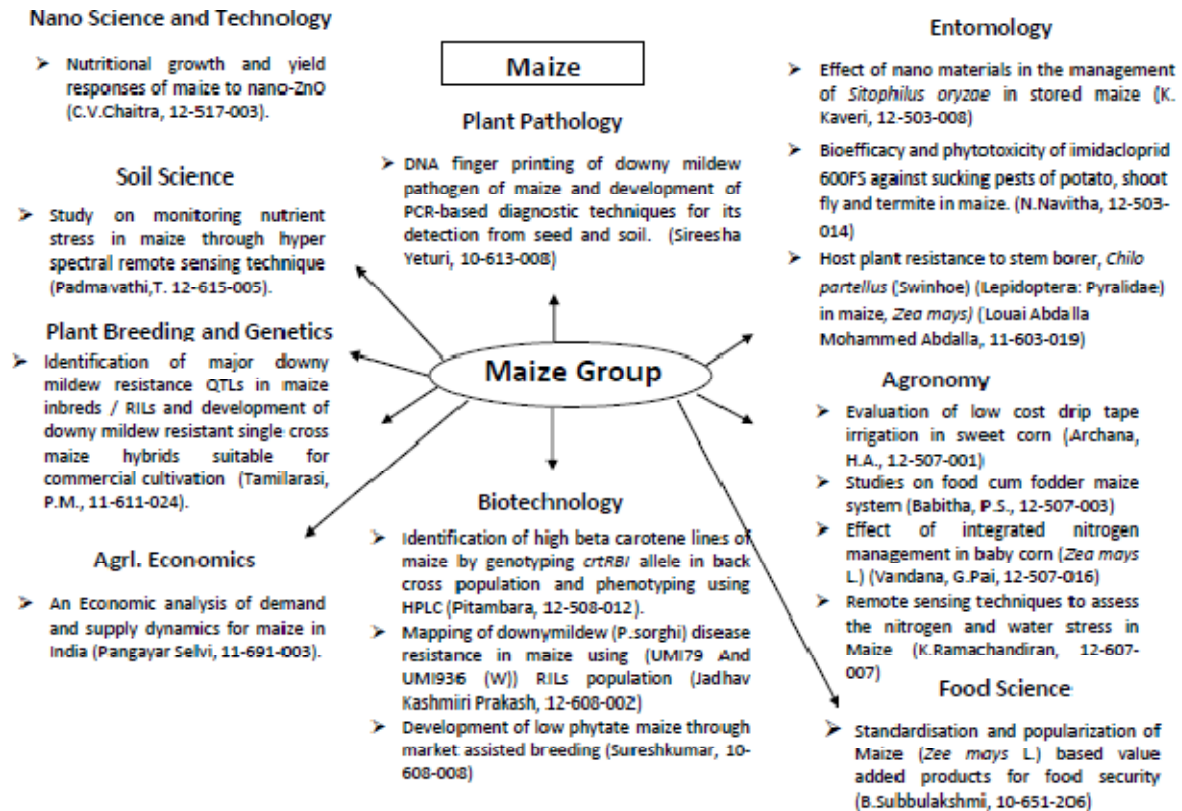 Nano Science and Technology
➤ Nutritional growth and yield
responses of maize to nano-ZnO
(C.V.Chaitra, 12-517-003).
Soil Science
➤ Study on monitoring nutrient
stress in maize through hyper
spectral remote sensing technique
(Padmavathi,T. 12-615-005).
Plant Breeding and Genetics
➤ Identification of major downy
mildew resistance QTLs in maize
inbreds / RILs and development of
downy mildew resistant single cross
maize hybrids suitable for
commercial cultivation (Tamilarasi,
P.M., 11-611-024).
Agrl. Economics
➤ An Economic analysis of demand
and supply dynamics for maize in
India (Pangayar Selvi, 11-691-003).
Maize
Plant Pathology
➤ DNA finger printing of downy mildew
pathogen of maize and development of
PCR-based diagnostic techniques for its
detection from seed and soil. (Sireesha
Yeturi, 10-613-008)
Maize Group
Biotechnology
➤ Identification of high beta carotene lines of
maize by genotyping crtRBI allele in back
cross population and phenotyping using
HPLC (Pitambara, 12-508-012).
➤ Mapping of downymildew (P.sorghi) disease
resistance in maize using (UMI79 And
UMI936 (W)) RILs population (Jadhav
Kashmiri Prakash, 12-608-002)
➤ Development of low phytate maize through
market assisted breeding (Sureshkumar, 10-
608-008)
Entomology
➤ Effect of nano materials in the management
of Sitophilus oryzae in stored maize (K.
Kaveri, 12-503-008)
➤ Bioefficacy and phytotoxicity of imidacloprid
600FS against sucking pests of potato, shoot
fly and termite in maize. (N.Navitha, 12-503-
014)
➤ Host plant resistance to stem borer, Chilo
partellus (Swinhoe) (Lepidoptera: Pyralidae)
in maize, Zea mays) (Louai Abdalla
Mohammed Abdalla, 11-603-019)
Agronomy
➤ Evaluation of low cost drip tape
irrigation in sweet corn (Archana,
H.A., 12-507-001)
➤ Studies on food cum fodder maize
system (Babitha, P.S., 12-507-003)
➤ Effect of integrated nitrogen
management in baby corn (Zea mays
L.) (Vandana, G.Pai, 12-507-016)
➤ Remote sensing techniques to assess
the nitrogen and water stress in
Maize (K.Ramachandiran, 12-607-
007)
Food Science
➤ Standardisation and popularization of
Maize (Zee mays L.) based value
added products for food security
(B.Subbulakshmi, 10-651-206)